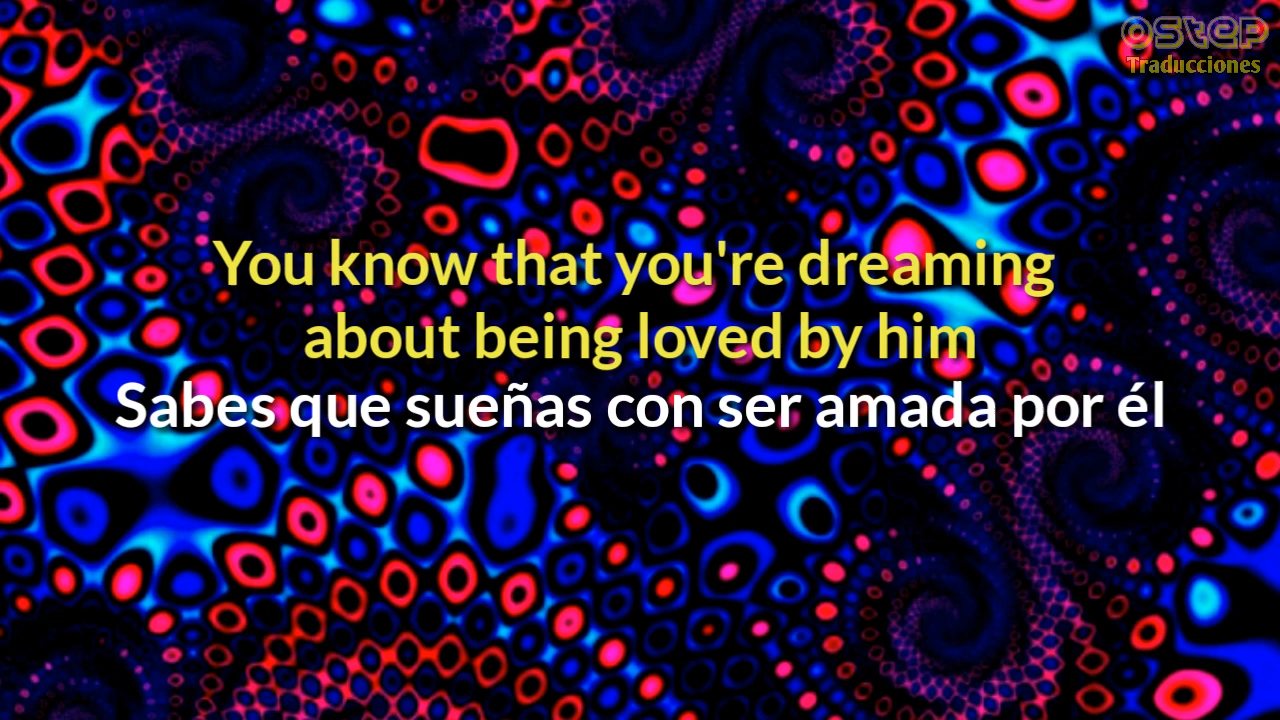 OSTEP
Traducciones
You know that you're dreaming
about being loved by him
Sabes que sueñas con ser amada por él